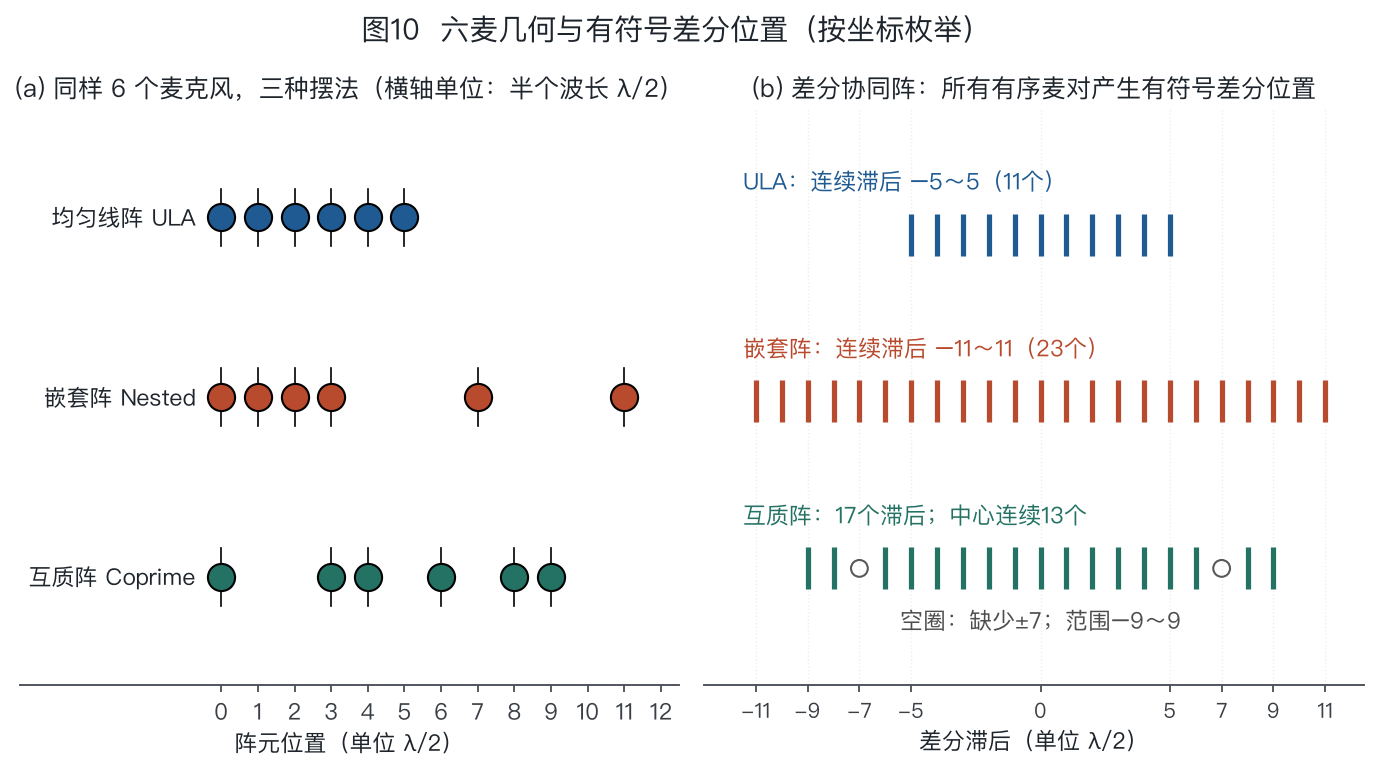 图10 六麦几何与有符号差分位置（按坐标枚举）
(a) 同样 6 个麦克风，三种摆法（横轴单位：半个波长 λ/2）
均匀线阵 ULA
嵌套阵 Nested
互质阵 Coprime
0 1 2 3 4 5 6 7 8 9 10 11 12
阵元位置（单位 λ/2）
(b) 差分协同阵：所有有序麦对产生有符号差分位置
ULA：连续滞后 −5～5（11个）
嵌套阵：连续滞后 −11～11（23个）
互质阵：17个滞后；中心连续13个
空圈：缺少±7；范围−9～9
−11 −9 −7 −5 0 5 7 9 11
差分滞后（单位 λ/2）